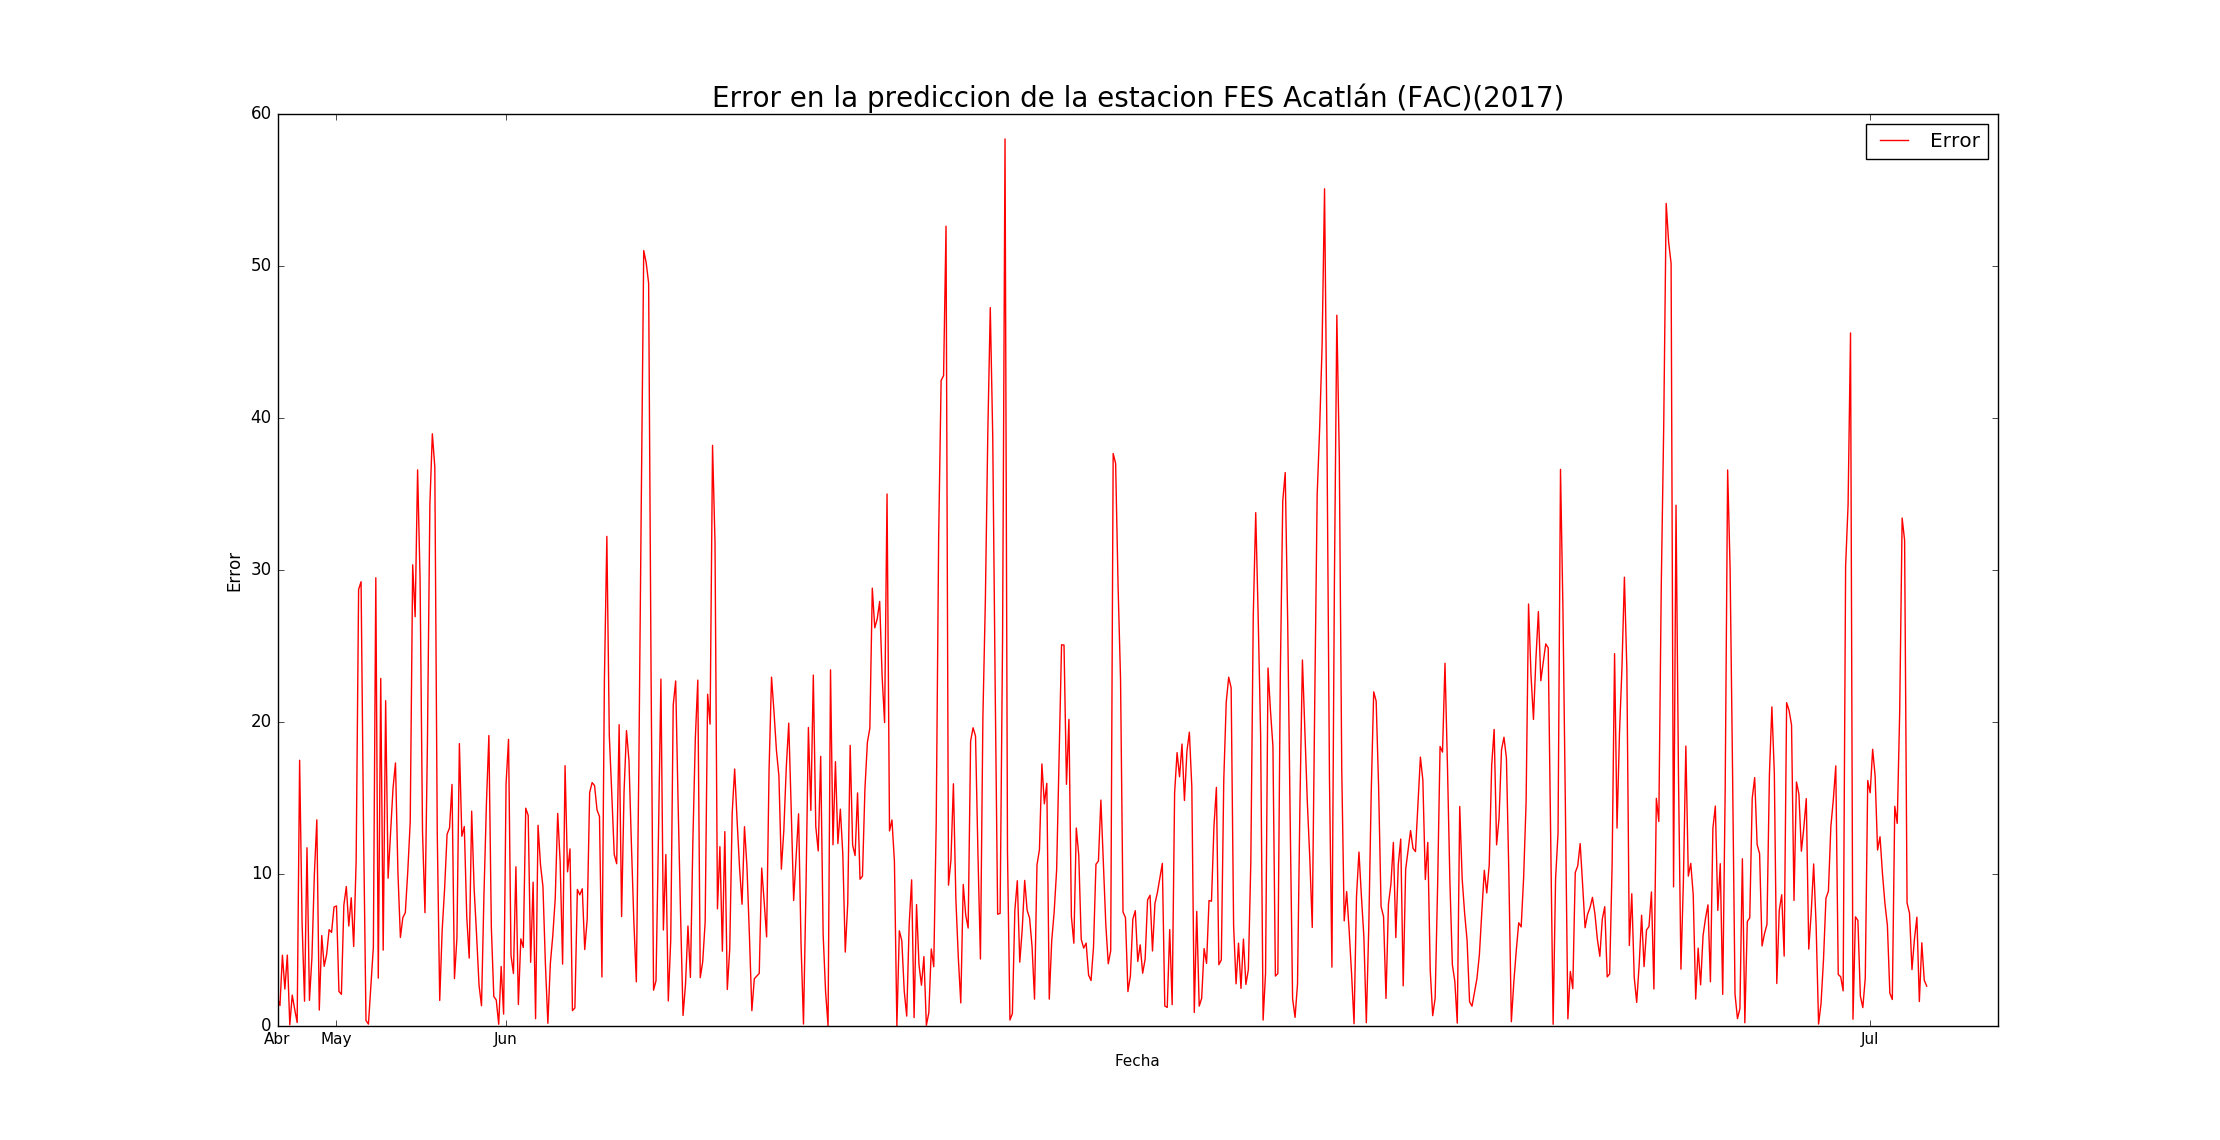 Error en la prediccion de la estacion FES Acatlán (FAC)(2017)
Error
60
50
40
30
20
10
0
Error
Abr May Jun Jul
Fecha